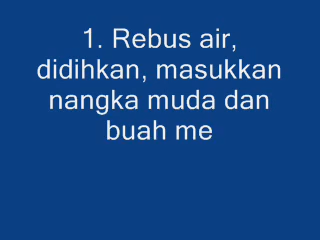 1. Rebus air,
didihkan, masukkan
nangka muda dan
buah me